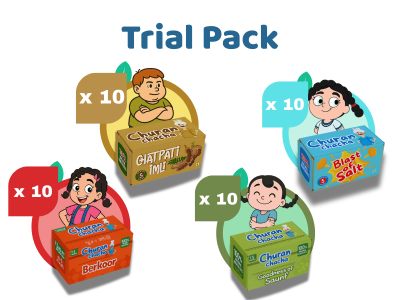 Trial Pack
x 10
Churan
Chacha
CHATPATI
IMLI
x 10
Churan
Chacha
Blast
of
Salt
x 10
Churan
Chacha
Berkoor
x 10
Churan
Chacha
Goodness of
Saunf